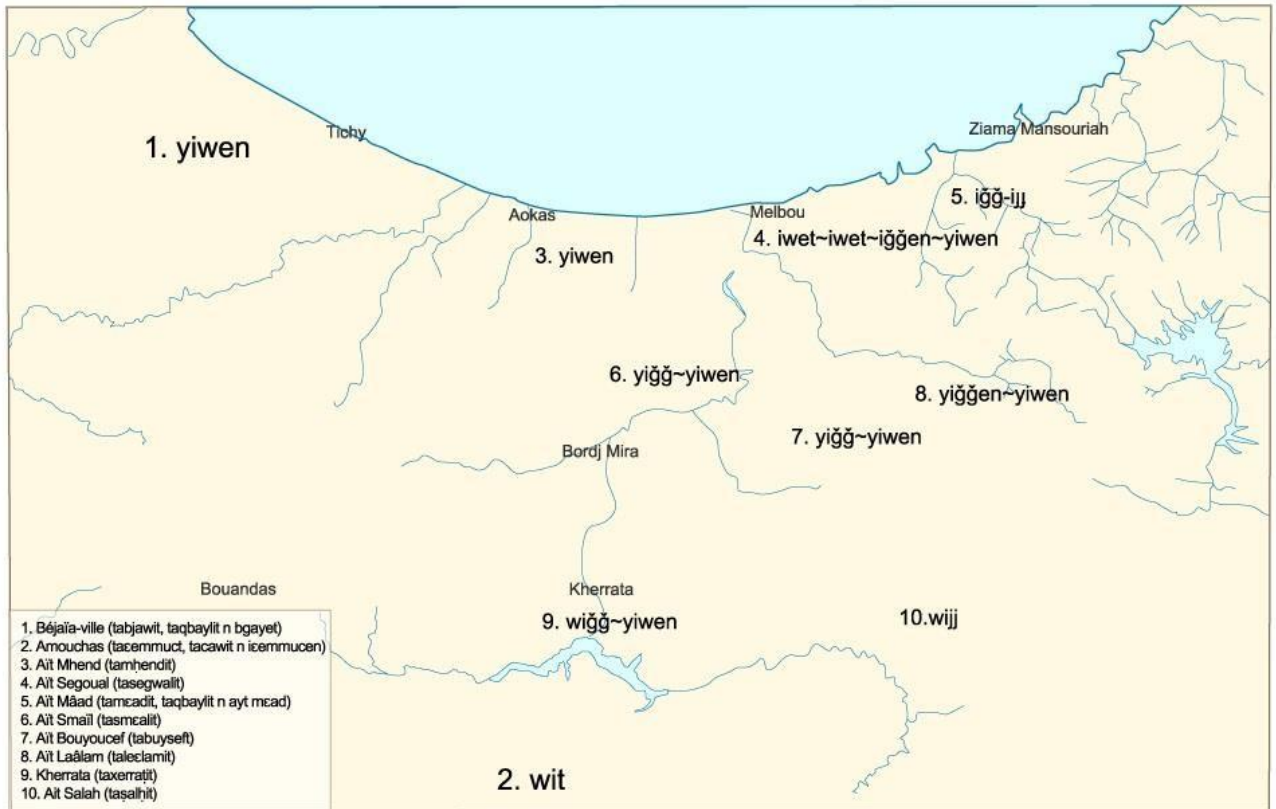 Tichy
Ziama Mansouriah
1. yiwen
5. iğğ-iɟɟ
Aokas
Melbou
4. iwet~iwet~iğğen~yiwen
3. yiwen
6. yiğğ~yiwen
8. yiğğen~yiwen
7. yiğğ~yiwen
Bordj Mira
Bouandas
Kherrata
9. wiğğ~yiwen
10.wijj
2. wit
1. Béjaïa-ville (tabjawit, taqbaylit n bgayet)
2. Amouchas (taɛemmuct, tacawit n iɛemmucen)
3. Aït Mhend (tamḥendit)
4. Aït Segoual (tasegwalit)
5. Aït Mâad (tamɛadit, taqbaylit n ayt mɛad)
6. Aït Smaïl (tasmɛalit)
7. Aït Bouyoucef (tabuyseft)
8. Aït Laâlam (taleɛlamit)
9. Kherrata (taxerraṭit)
10. Ait Salah (taṣalḥit)